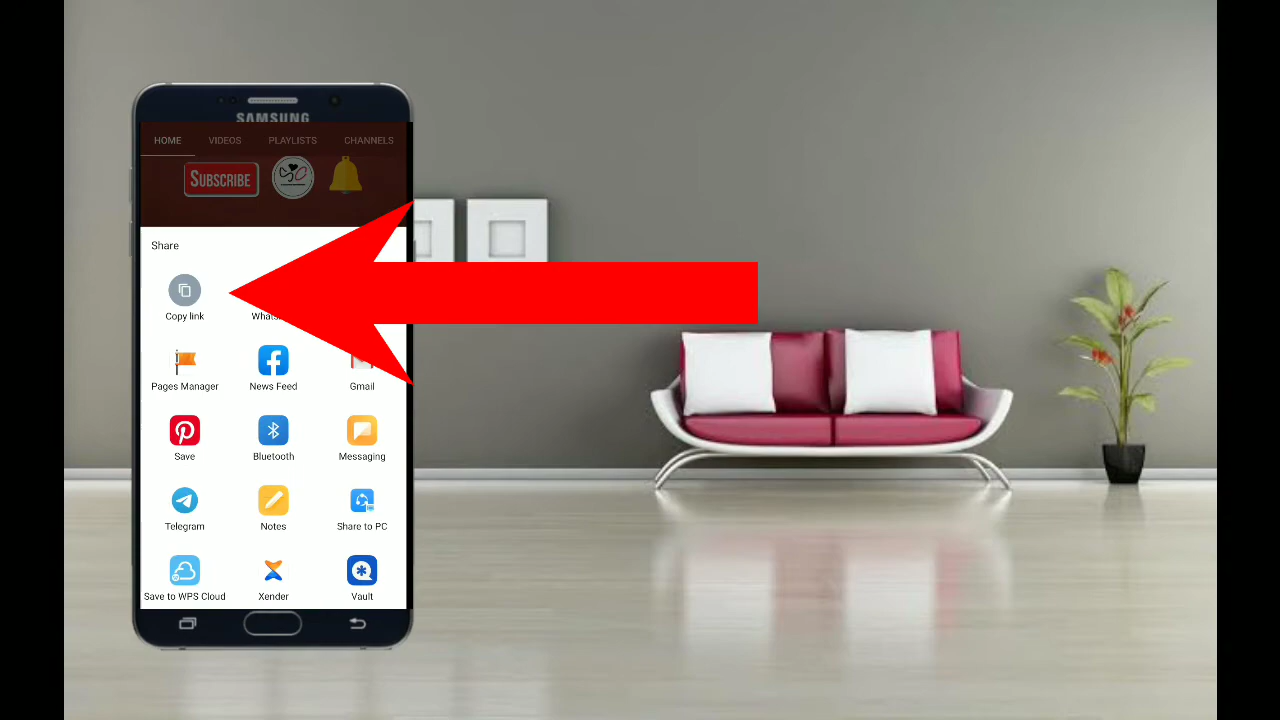 SAMSUNG
HOME VIDEOS PLAYLISTS CHANNELS
SUBSCRIBE
Share
Copy link
Pages Manager News Feed Gmail
Save Bluetooth Messaging
Telegram Notes Share to PC
Save to WPS Cloud Xender Vault